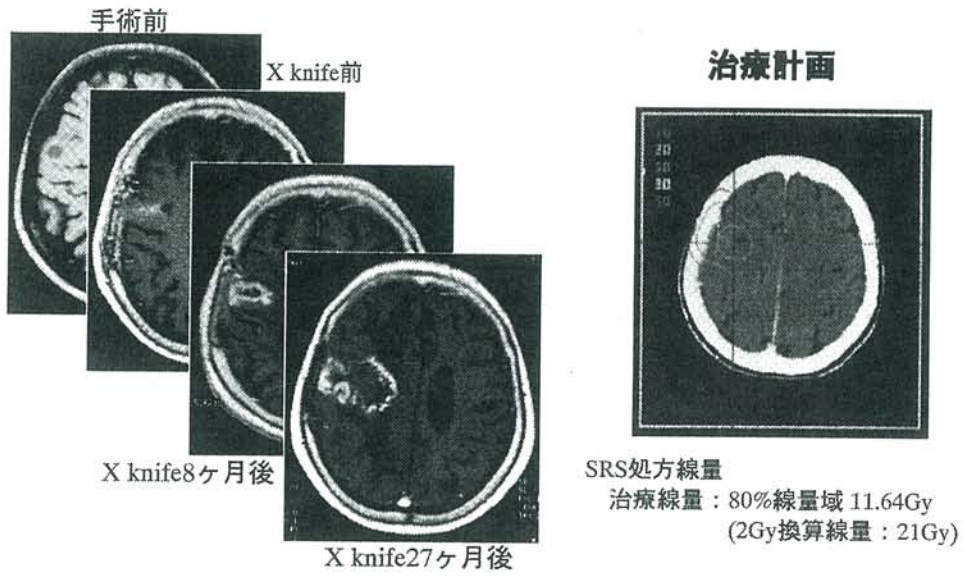 手術前
X knife前
X knife8ヶ月後
X knife27ヶ月後
治療計画
SRS処方線量
治療線量：80%線量域 11.64Gy
(2Gy換算線量：21Gy)